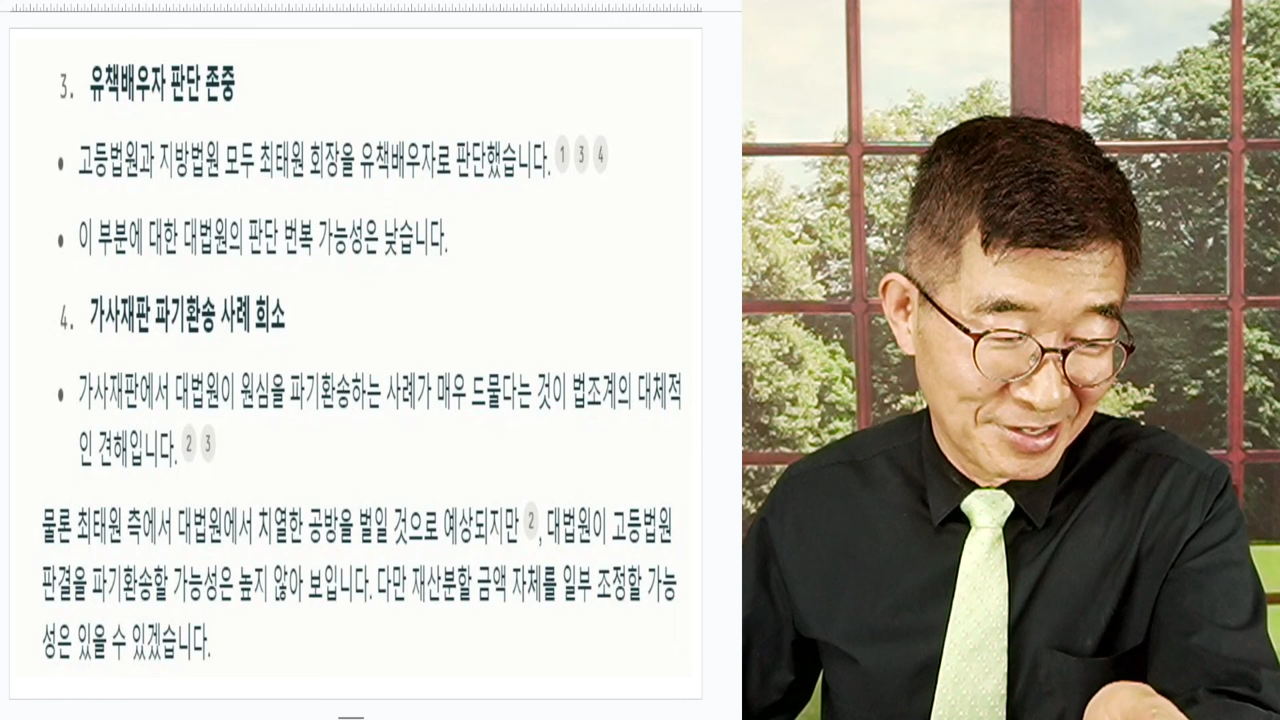 3. 유책배우자 판단 존중
• 고등법원과 지방법원 모두 최태원 회장을 유책배우자로 판단했습니다. 1 3 4
• 이 부분에 대한 대법원의 판단 번복 가능성은 낮습니다.
4. 가사재판 파기환송 사례 희소
• 가사재판에서 대법원이 원심을 파기환송하는 사례가 매우 드물다는 것이 법조계의 대체적
인 견해입니다. 2 3
물론 최태원 측에서 대법원에서 치열한 공방을 벌일 것으로 예상되지만 2, 대법원이 고등법원
판결을 파기환송할 가능성은 높지 않아 보입니다. 다만 재산분할 금액 자체를 일부 조정할 가능
성은 있을 수 있겠습니다.